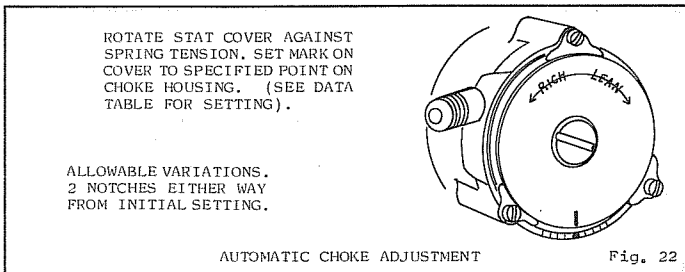 ROTATE STAT COVER AGAINST
SPRING TENSION. SET MARK ON
COVER TO SPECIFIED POINT ON
CHOKE HOUSING. (SEE DATA
TABLE FOR SETTING).
RICH LEAN
ALLOWABLE VARIATIONS.
2 NOTCHES EITHER WAY
FROM INITIAL SETTING.
AUTOMATIC CHOKE ADJUSTMENT Fig. 22